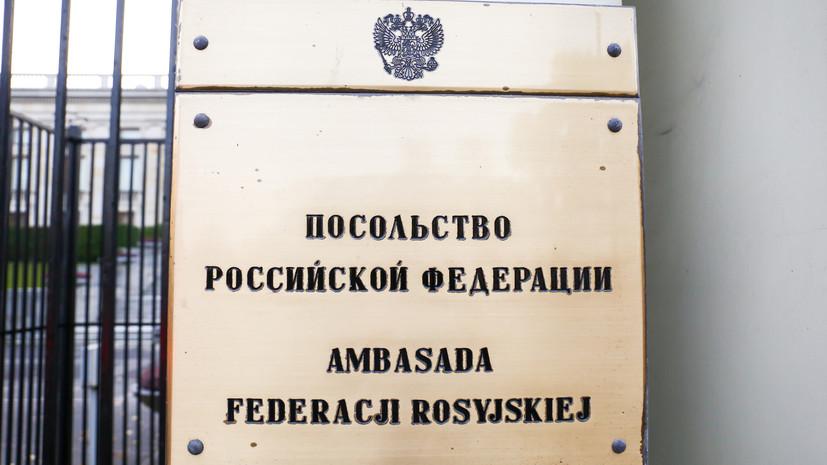 ПОСОЛЬСТВО
РОССИЙСКОЙ ФЕДЕРАЦИИ
AMBASADA
FEDERACJI ROSYJSKIEJ